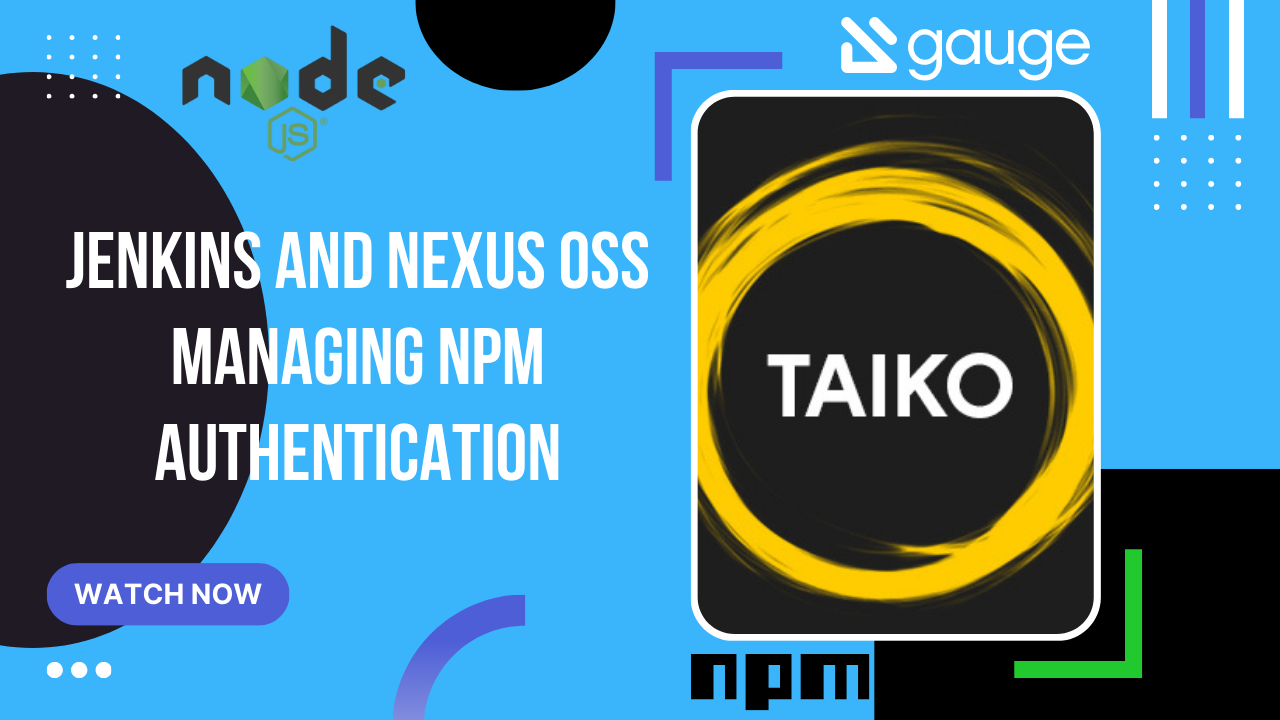 node
JS
gauge
JENKINS AND NEXUS OSS
MANAGING NPM
AUTHENTICATION
TAIKO
WATCH NOW
npm